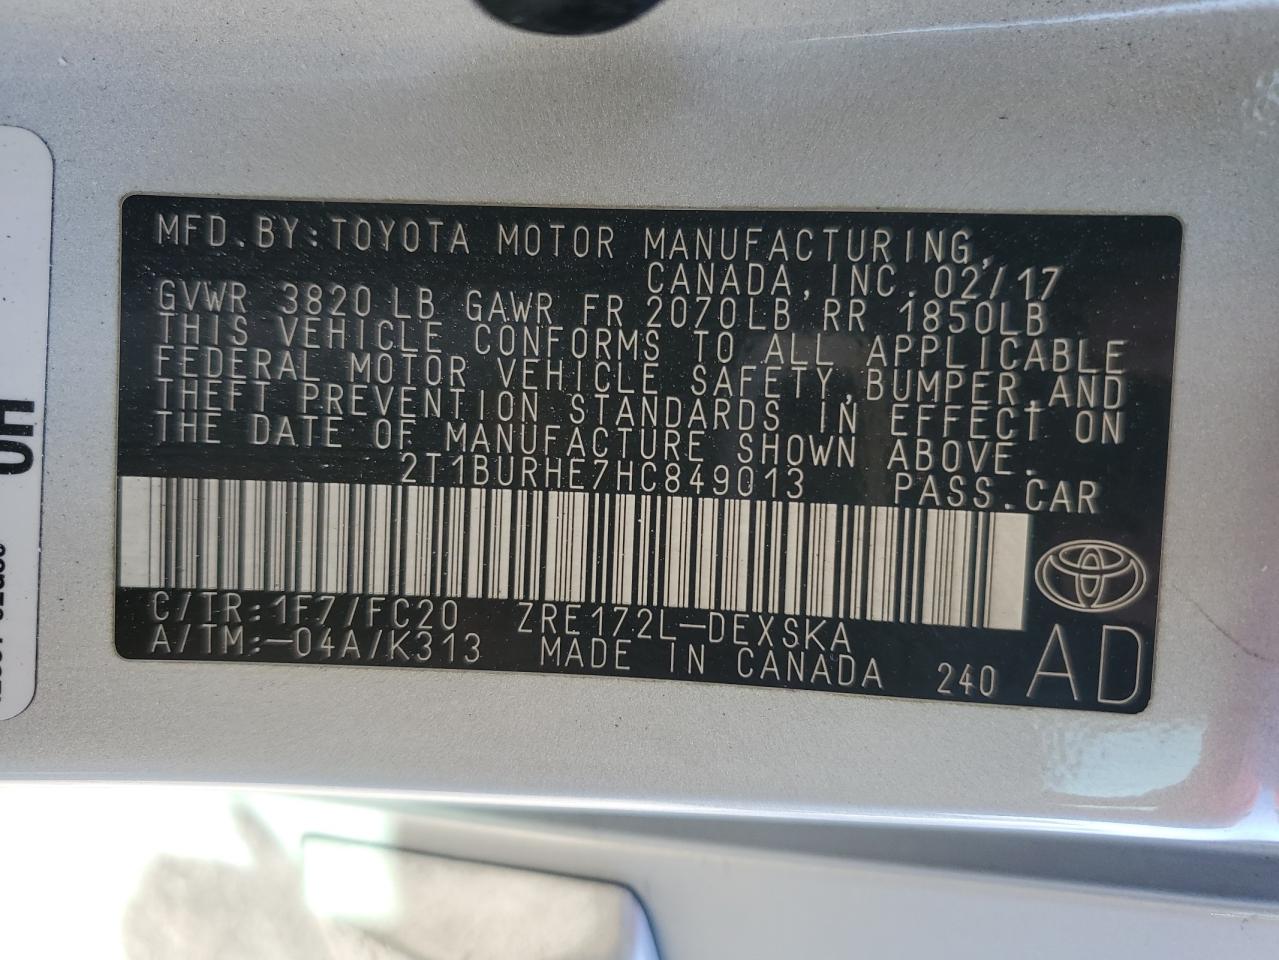 MFD.BY:TOYOTA MOTOR MANUFACTURING,
CANADA,INC.02/17
GVWR 3820LB GAWR FR 2070LB RR 1850LB
THIS VEHICLE CONFORMS TO ALL APPLICABLE
FEDERAL MOTOR VEHICLE SAFETY,BUMPER,AND
THEFT PREVENTION STANDARDS IN EFFECT ON
THE DATE OF MANUFACTURE SHOWN ABOVE.
2T1BURHE7HC849013 PASS.CAR
C/TR:1F7/FC20 ZRE172L-DEXSKA
A/TM:-04A/K313 MADE IN CANADA 240 AD